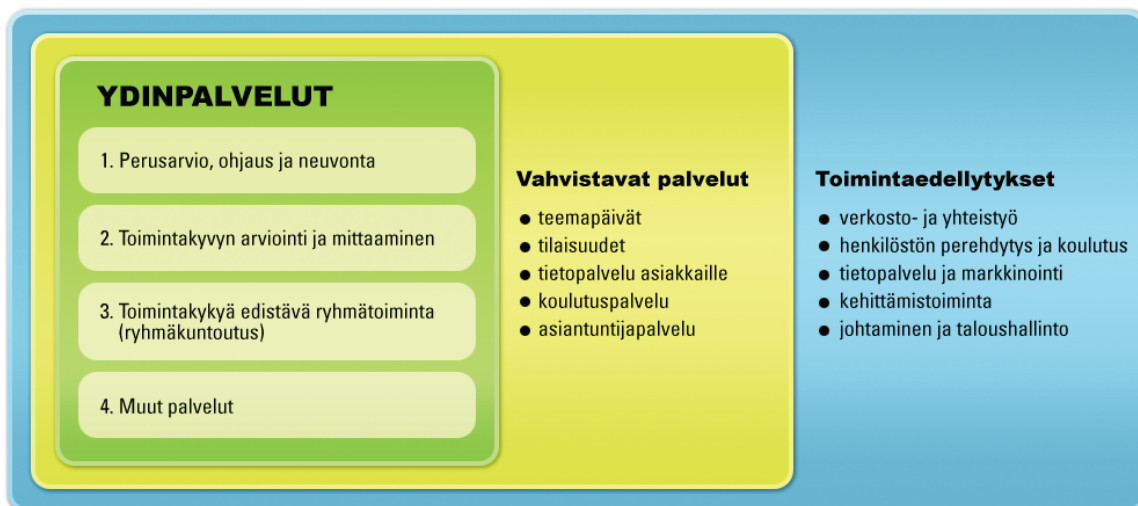 YDINPALVELUT
1. Perusarvio, ohjaus ja neuvonta
2. Toimintakyvyn arviointi ja mittaaminen
3. Toimintakykyä edistävä ryhmätoiminta
(ryhmäkuntoutus)
4. Muut palvelut
Vahvistavat palvelut
● teemapäivät
● tilaisuudet
● tietopalvelu asiakkaille
● koulutuspalvelu
● asiantuntijapalvelu
Toimintaedellytykset
● verkosto- ja yhteistyö
● henkilöstön perehdytys ja koulutus
● tietopalvelu ja markkinointi
● kehittämistoiminta
● johtaminen ja taloushallinto